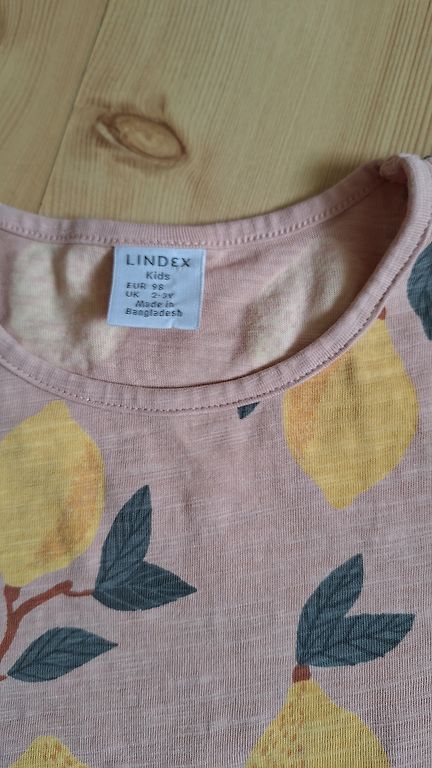 LINDEX
Kids
EUR 98
UK 2-3Y
Made in
Bangladesh